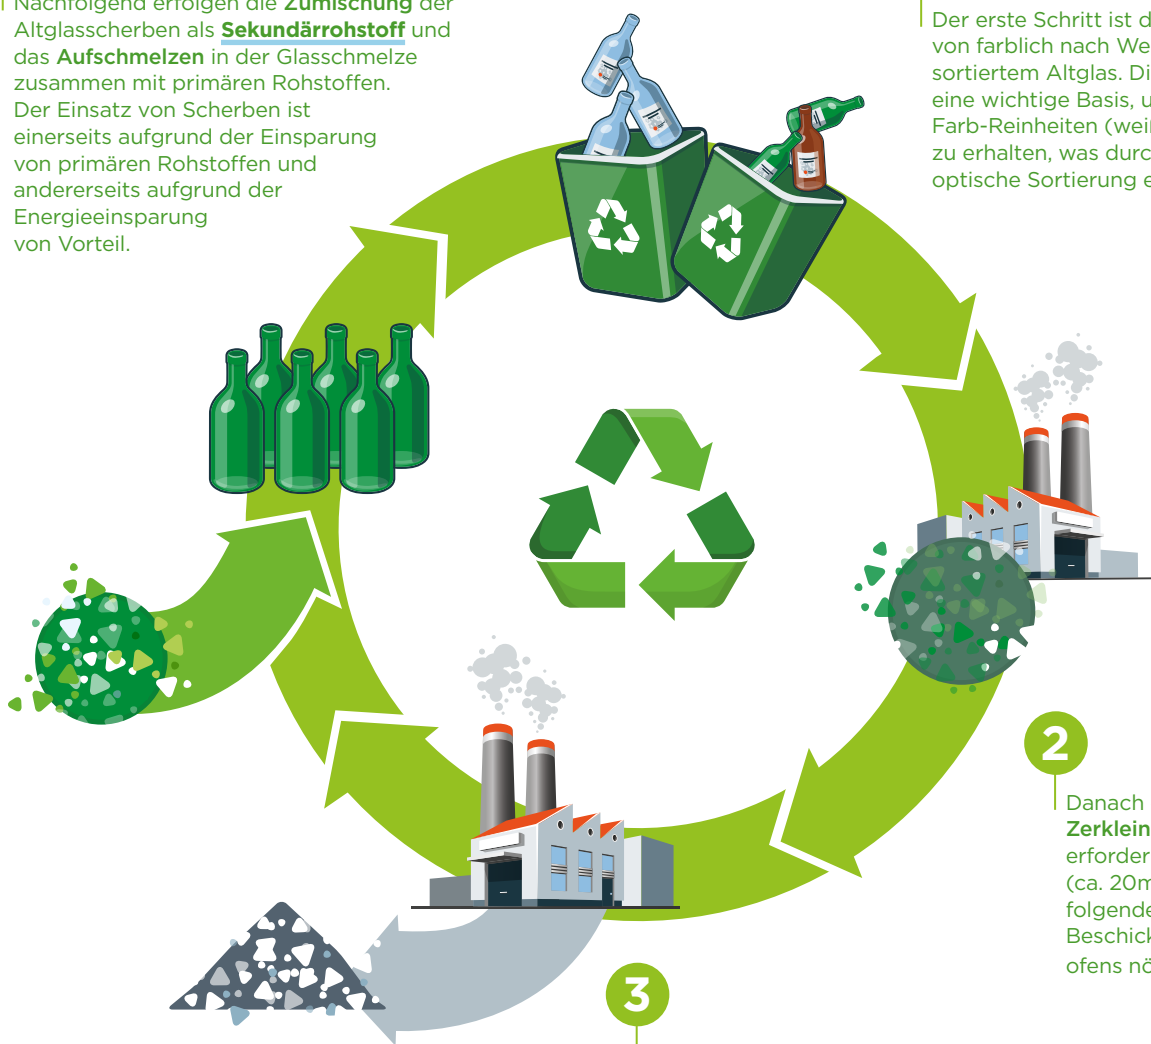 Nachfolgend erfolgen die Zumischung der
Altglasscherben als Sekundärrohstoff und
das Aufschmelzen in der Glasschmelze
zusammen mit primären Rohstoffen.
Der Einsatz von Scherben ist
einerseits aufgrund der Einsparung
von primären Rohstoffen und
andererseits aufgrund der
Energieeinsparung
von Vorteil.
Der erste Schritt ist d
von farblich nach We
sortiertem Altglas. Di
eine wichtige Basis, u
Farb-Reinheiten (wei
zu erhalten, was durc
optische Sortierung e
2
Danach
Zerklein
erforder
(ca. 20m
folgende
Beschick
ofens nö
3